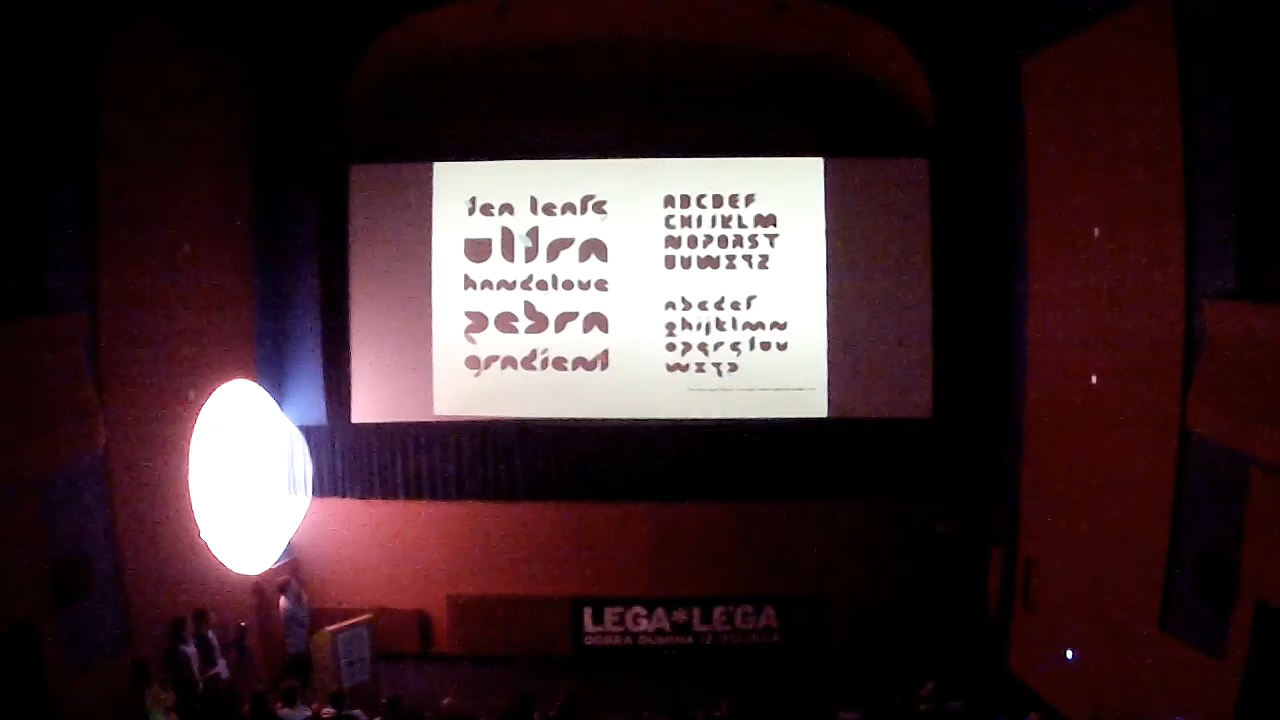 ultra
handglove
zebra
gradient
ABCDEF
GHIJKLM
NOPQRST
UVWXYZ
abcdef
ghijklmn
opqrstuv
wxyz
LEGA*LEGA